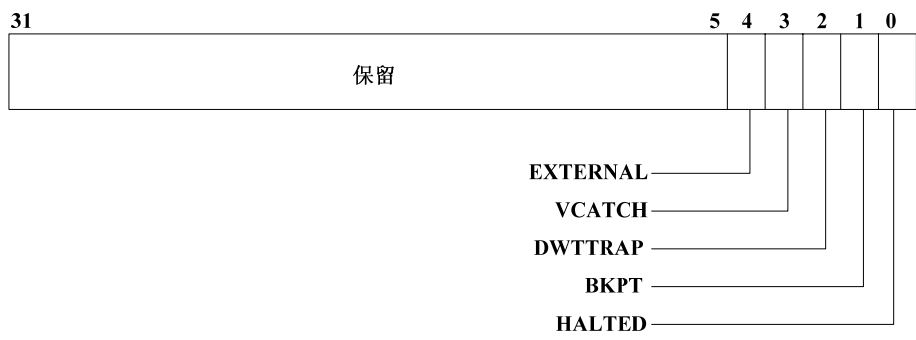 31 5 4 3 2 1 0
保留
EXTERNAL
VCATCH
DWTTRAP
BKPT
HALTED